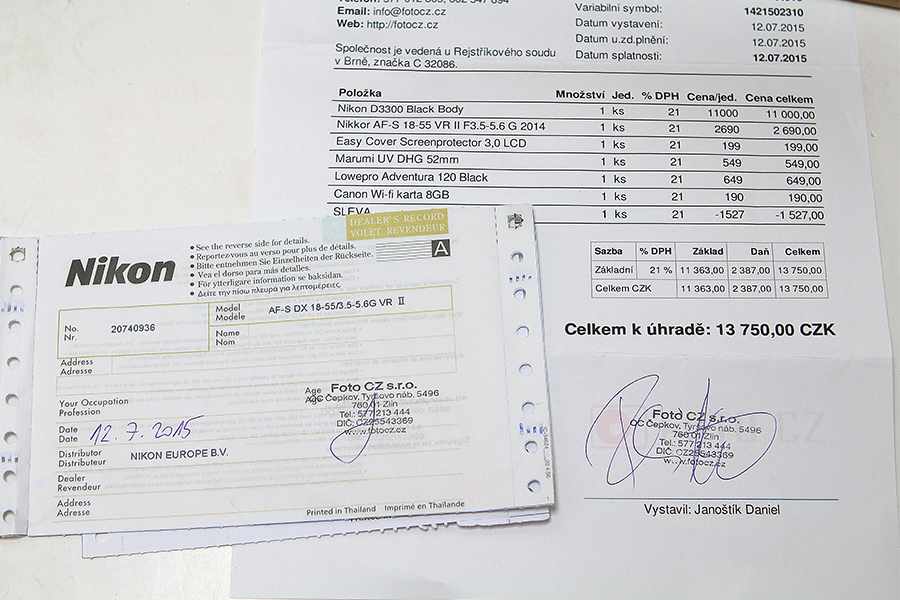 Email: info@fotocz.cz
Web: http://fotocz.cz
Společnost je vedená u Rejstříkového soudu
v Brně, značka C 32086.
Variabilní symbol: 1421502310
Datum vystavení: 12.07.2015
Datum u.zd.plnění: 12.07.2015
Datum splatnosti: 12.07.2015
Položka Množství Jed. % DPH Cena/jed. Cena celkem
Nikon D3300 Black Body 1 ks 21 11000 11 000,00
Nikkor AF-S 18-55 VR II F3.5-5.6 G 2014 1 ks 21 2690 2 690,00
Easy Cover Screenprotector 3,0 LCD 1 ks 21 199 199,00
Marumi UV DHG 52mm 1 ks 21 549 549,00
Lowepro Adventura 120 Black 1 ks 21 649 649,00
Canon Wi-fi karta 8GB 1 ks 21 190 190,00
SLEVA 1 ks 21 -1527 -1 527,00
Sazba % DPH Základ Daň Celkem
Základní 21 % 11 363,00 2 387,00 13 750,00
Celkem CZK 11 363,00 2 387,00 13 750,00
Celkem k úhradě: 13 750,00 CZK
Foto CZ s.r.o.
OC Čepkov, Tyršovo náb. 5496
760 01 Zlín
Tel.: 577 213 444
DIČ: CZ25543369
www.fotocz.cz
Vystavil: Janoštík Daniel
DEALER'S RECORD
VOLET REVENDEUR
A
Nikon
• See the reverse side for details.
• Reportez-vous au verso pour plus de détails.
• Bitte entnehmen Sie Einzelheiten der Rückseite.
• Vea el dorso para más detalles.
• För ytterligare information se baksidan.
• Δείτε την πίσω πλευρά για λεπτομέρειες.
No.
Nr.
20740936
Model
Modèle
AF-S DX 18-55/3.5-5.6G VR II
Name
Nom
Address
Adresse
Your Occupation
Profession
Age
Age
Foto CZ s.r.o.
OC Čepkov, Tyršovo náb. 5496
760 01 Zlín
Tel.: 577 213 444
DIČ: CZ25543369
www.fotocz.cz
Date
Date
12. 7. 2015
Distributor
Distributeur
NIKON EUROPE B.V.
Dealer
Revendeur
Address
Adresse
Printed in Thailand Imprimé en Thaïlande